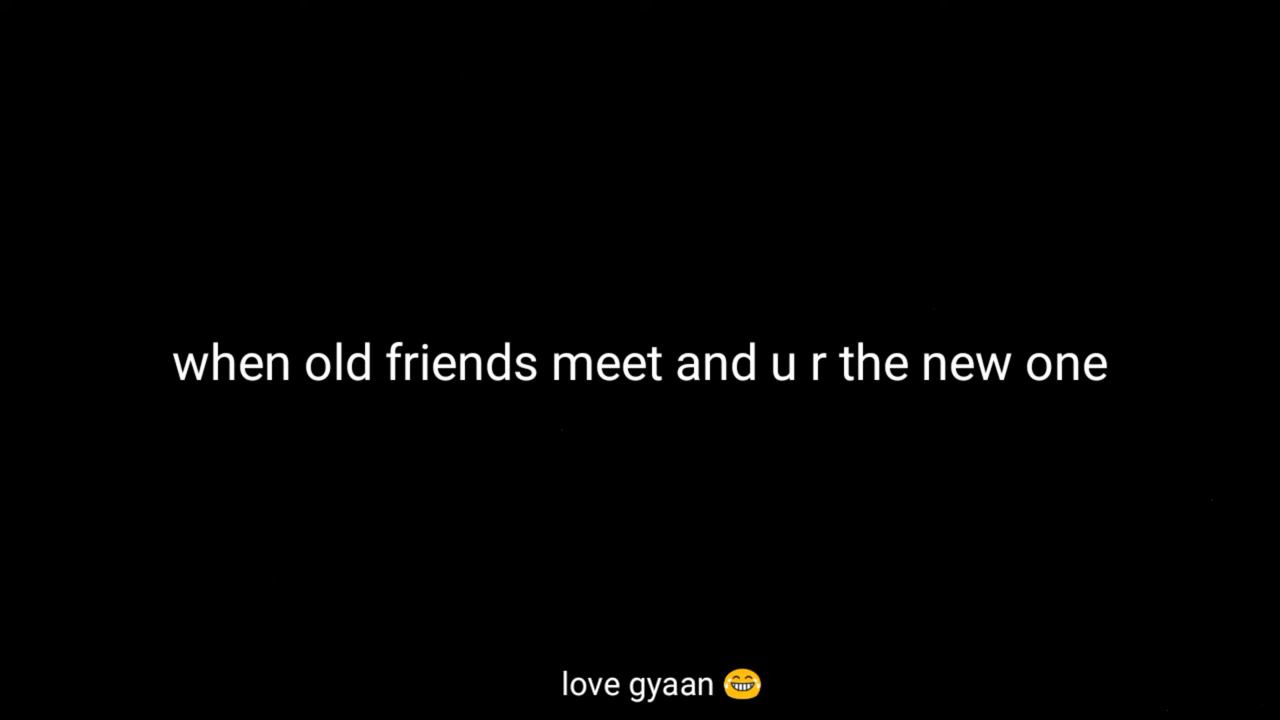 when old friends meet and u r the new one
love gyaan 😂